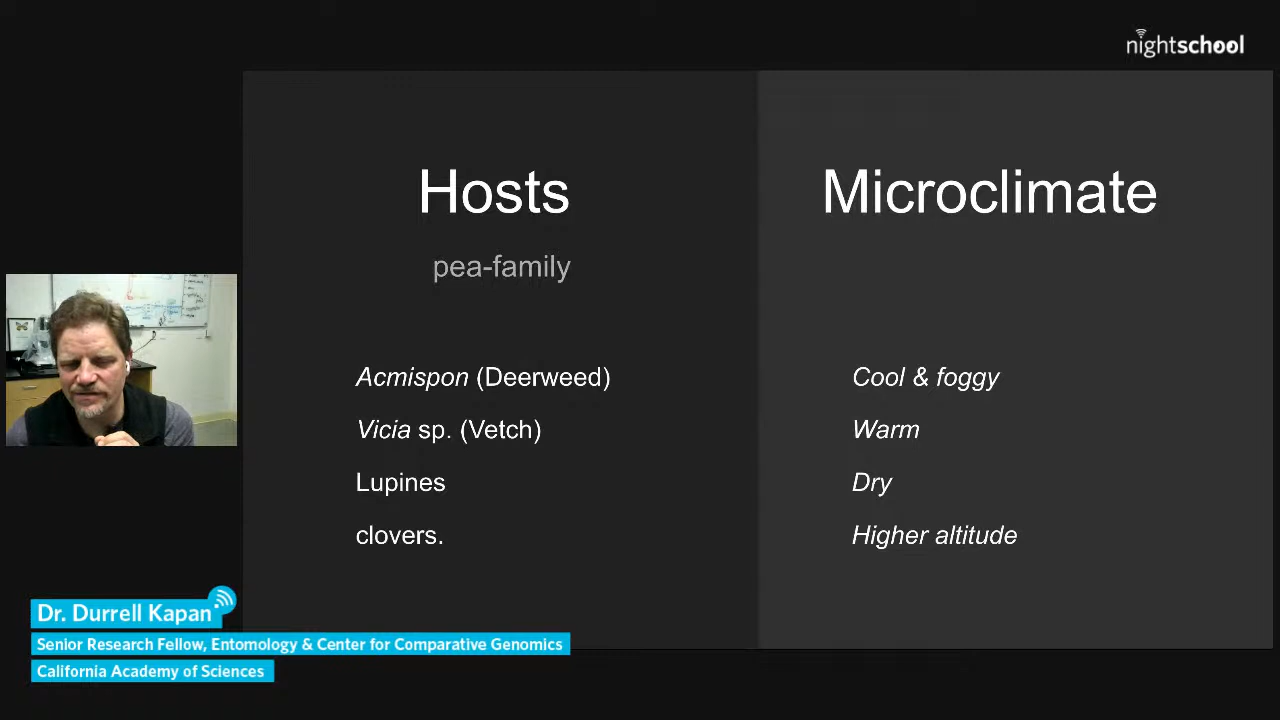 nightschool
Hosts
pea-family
Acmispon (Deerweed)
Vicia sp. (Vetch)
Lupines
clovers.
Microclimate
Cool & foggy
Warm
Dry
Higher altitude
Dr. Durrell Kapan
Senior Research Fellow, Entomology & Center for Comparative Genomics
California Academy of Sciences